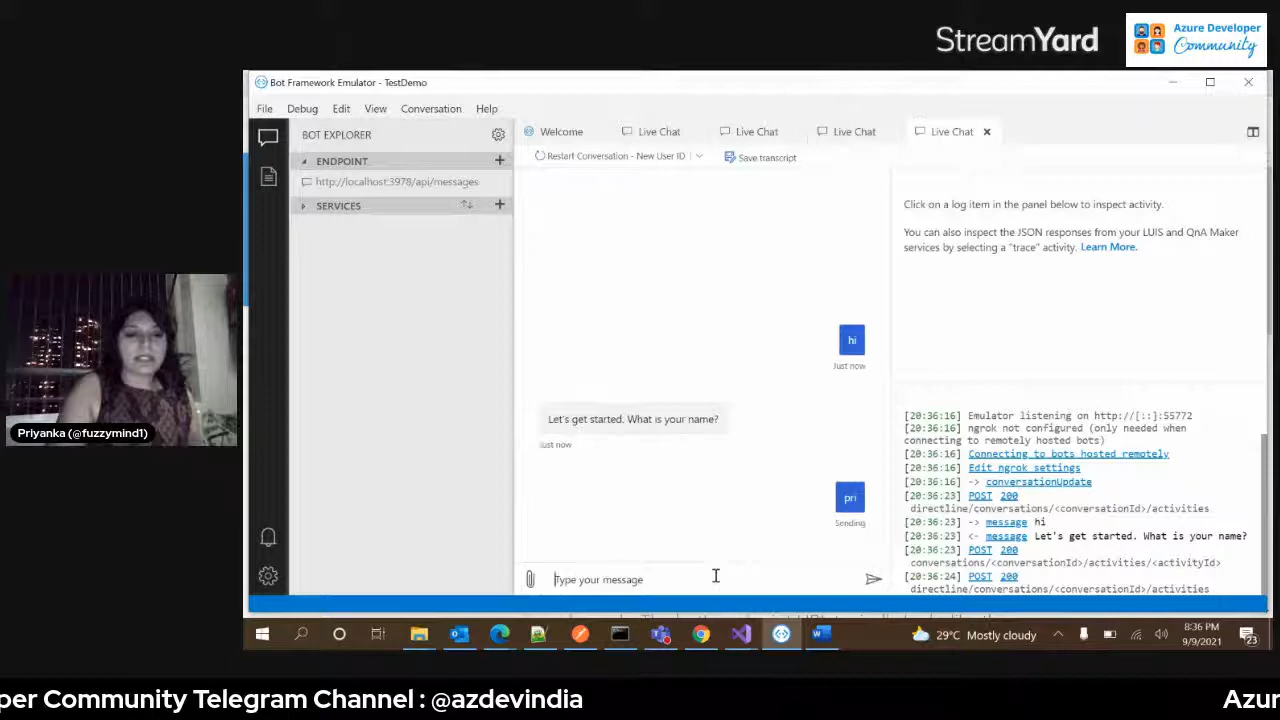 StreamYard
Azure Developer
Community
Bot Framework Emulator - TestDemo
File Debug Edit View Conversation Help
BOT EXPLORER
ENDPOINT
http://localhost:3978/api/messages
SERVICES
Welcome Live Chat Live Chat Live Chat Live Chat
Restart Conversation - New User ID Save transcript
Click on a log item in the panel below to inspect activity.
You can also inspect the JSON responses from your LUIS and QnA Maker
services by selecting a "trace" activity. Learn More.
hi
Just now
Let's get started. What is your name?
Just now
pri
Sending
Type your message
[20:36:16] Emulator listening on http://[::]:55772
[20:36:16] ngrok not configured (only needed when
connecting to remotely hosted bots)
[20:36:16] Connecting to bots hosted remotely
[20:36:16] Edit ngrok settings
[20:36:16] -> conversationUpdate
[20:36:23] POST 200
directline/conversations/<conversationId>/activities
[20:36:23] -> message hi
[20:36:23] <- message Let's get started. What is your name?
[20:36:23] POST 200
conversations/<conversationId>/activities/<activityId>
[20:36:24] POST 200
directline/conversations/<conversationId>/activities
Priyanka (@fuzzymind1)
29°C Mostly cloudy
8:36 PM
9/9/2021
23
per Community Telegram Channel : @azdevindia
Azur